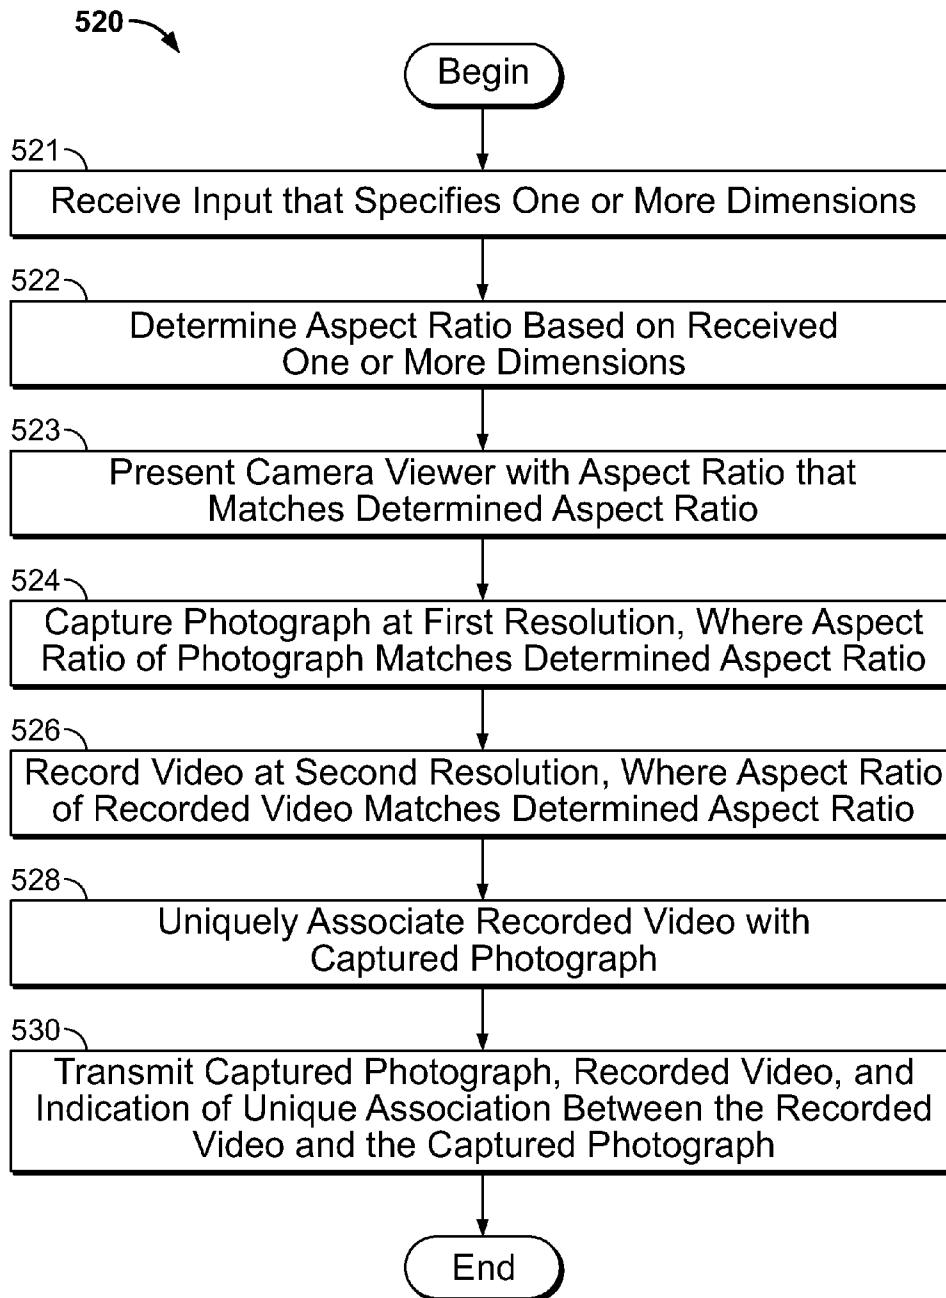 520
Begin
521
Receive Input that Specifies One or More Dimensions
522
Determine Aspect Ratio Based on Received
One or More Dimensions
523
Present Camera Viewer with Aspect Ratio that
Matches Determined Aspect Ratio
524
Capture Photograph at First Resolution, Where Aspect
Ratio of Photograph Matches Determined Aspect Ratio
526
Record Video at Second Resolution, Where Aspect Ratio
of Recorded Video Matches Determined Aspect Ratio
528
Uniquely Associate Recorded Video with
Captured Photograph
530
Transmit Captured Photograph, Recorded Video, and
Indication of Unique Association Between the Recorded
Video and the Captured Photograph
End